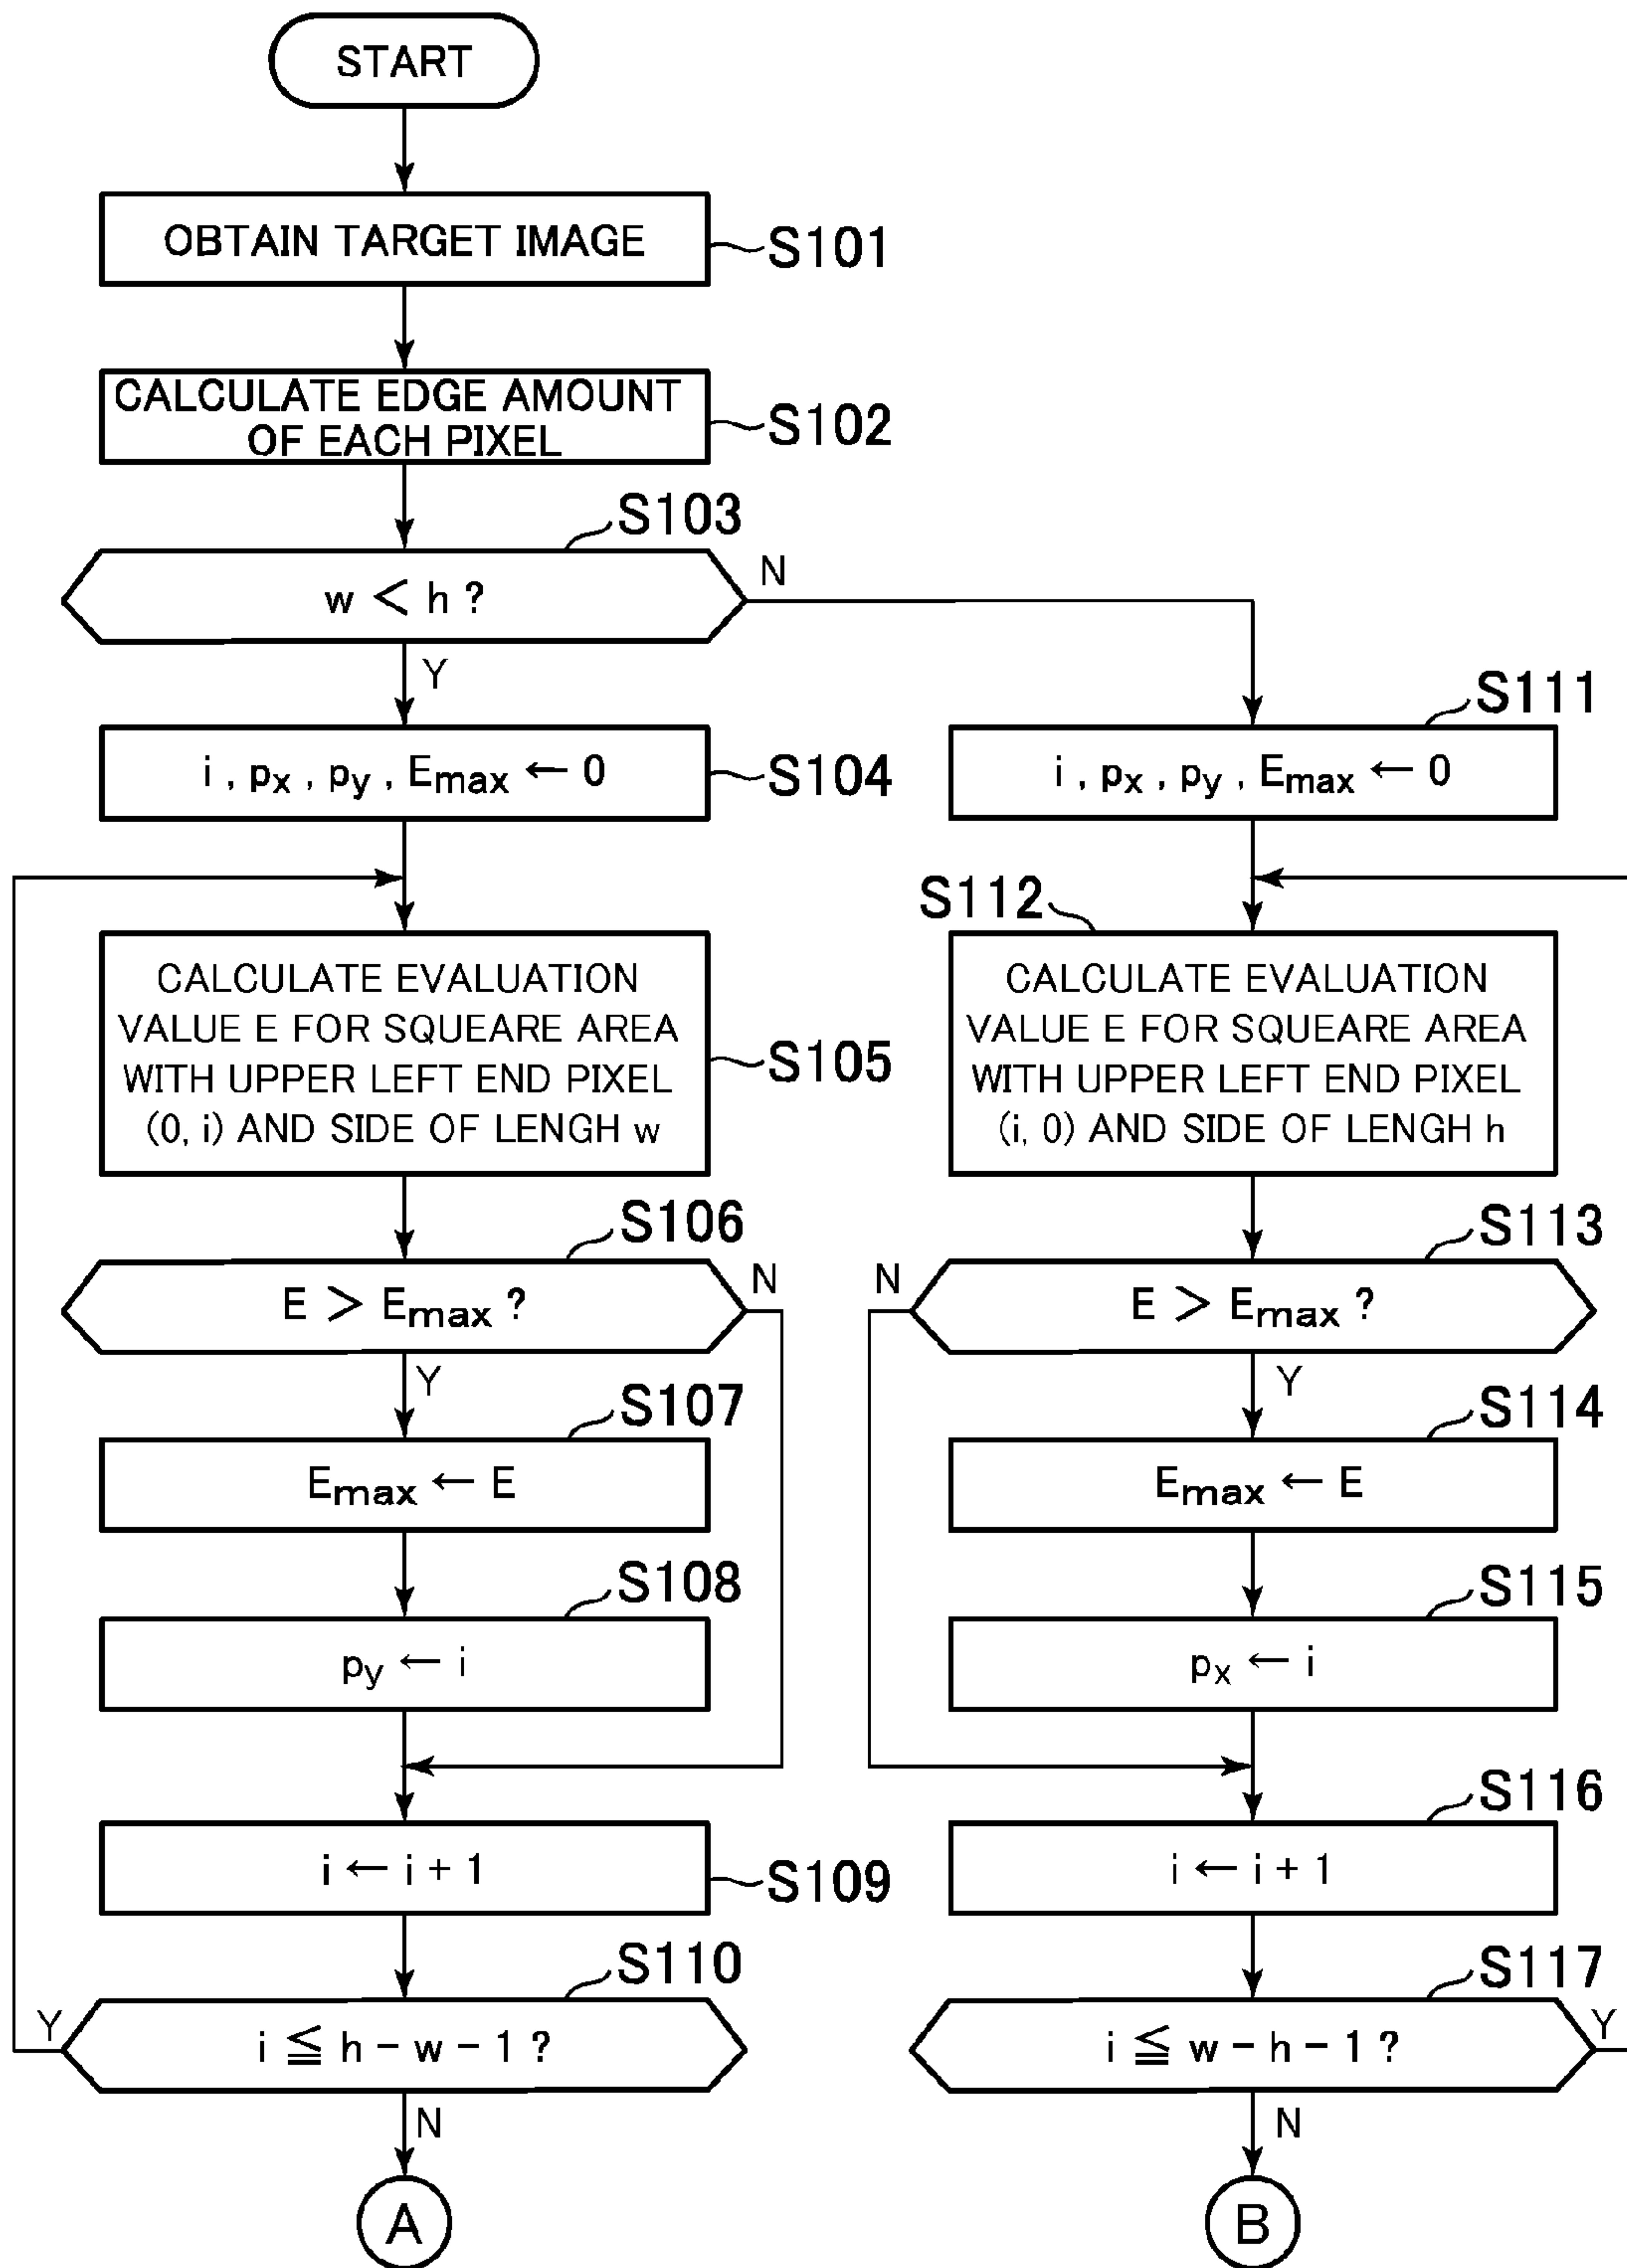 START
OBTAIN TARGET IMAGE
S101
CALCULATE EDGE AMOUNT
OF EACH PIXEL
S102
S103
w < h ?
N
Y
i , px , py , Emax ← 0
S104
CALCULATE EVALUATION
VALUE E FOR SQUEARE AREA
WITH UPPER LEFT END PIXEL
(0, i) AND SIDE OF LENGH w
S105
S106
E > Emax ?
N
Y
S107
Emax ← E
S108
py ← i
i ← i + 1
S109
S110
Y
i ≦ h − w − 1 ?
N
A
S111
i , px , py , Emax ← 0
S112
CALCULATE EVALUATION
VALUE E FOR SQUEARE AREA
WITH UPPER LEFT END PIXEL
(i, 0) AND SIDE OF LENGH h
S113
N
E > Emax ?
Y
S114
Emax ← E
S115
px ← i
S116
i ← i + 1
S117
i ≦ w − h − 1 ?
Y
N
B